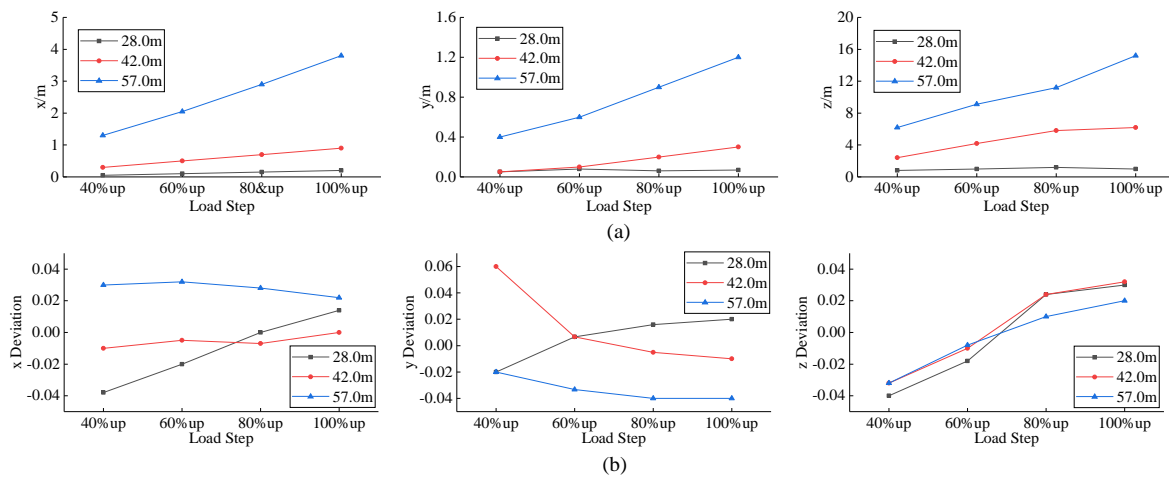 5
4
3
2
1
0
x/m
28.0m
42.0m
57.0m
40%up
60%up
80&up
100%up
Load Step
1.6
1.2
0.8
0.4
0.0
y/m
28.0m
42.0m
57.0m
40%up
60%up
80%up
100%up
Load Step
20
16
12
8
4
0
z/m
28.0m
42.0m
57.0m
40%up
60%up
80%up
100%up
Load Step
(a)
0.04
0.02
0.00
-0.02
-0.04
x Deviation
28.0m
42.0m
57.0m
40%up
60%up
80%up
100%up
Load Step
0.06
0.04
0.02
0.00
-0.02
-0.04
y Deviation
28.0m
42.0m
57.0m
40%up
60%up
80%up
100%up
Load Step
0.04
0.02
0.00
-0.02
-0.04
z Deviation
28.0m
42.0m
57.0m
40%up
60%up
80%up
100%up
Load Step
(b)